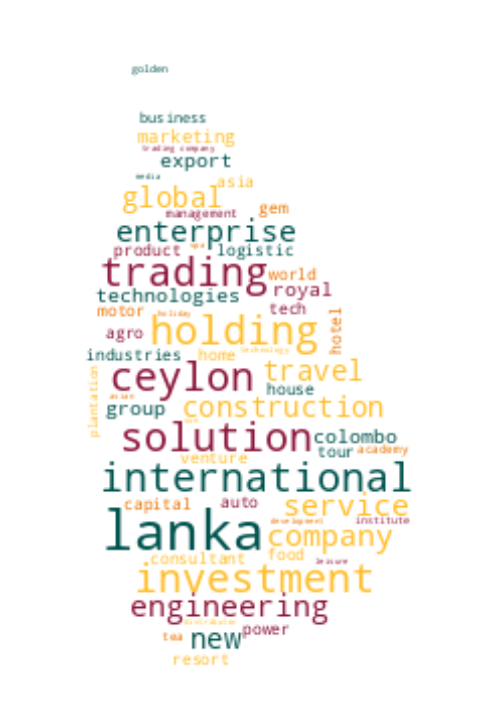 golden
business
marketing
trading company
export
media
asia
global
gem
management
enterprise
spa
product
logistic
trading
world
technologies
royal
motor
holiday
tech
hotel
holding
agro
technology
industries
home
ceylon
travel
plantation
house
asian
group
construction
solution
colombo
tour
academy
venture
international
capital
auto
service
lanka
development
institute
company
food
consultant
leisure
investment
engineering
distributor
power
tea
new
resort